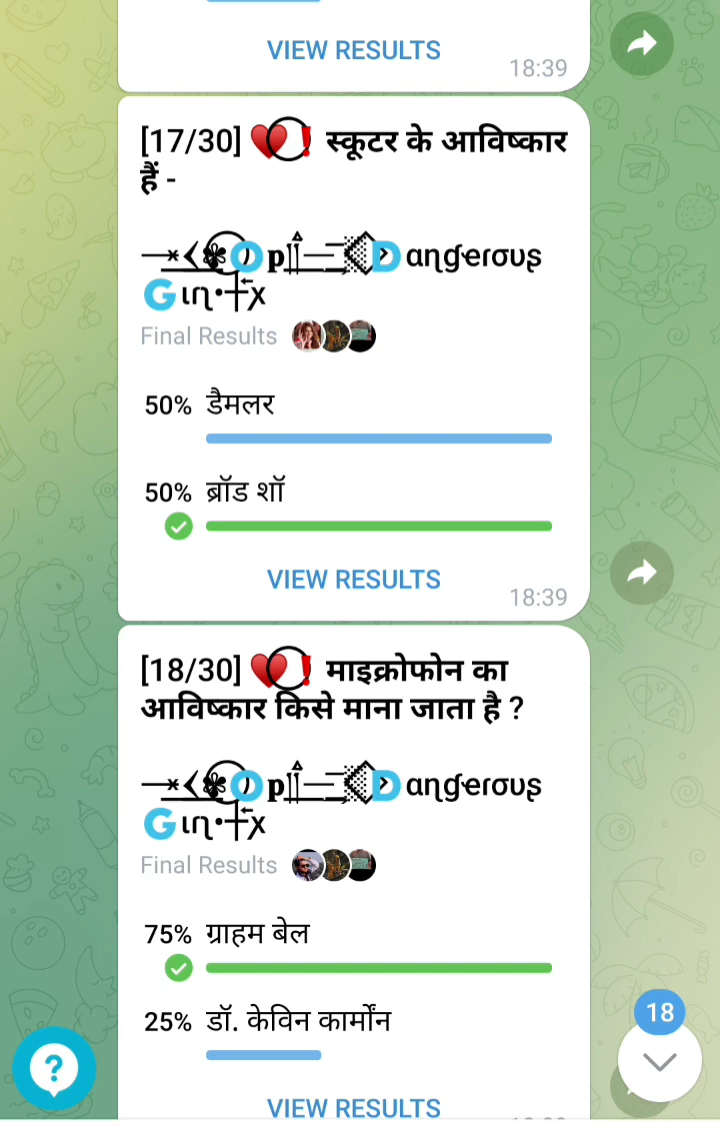 VIEW RESULTS
18:39
[17/30] स्कूटर के आविष्कार
हैं -
Final Results
50% डैमलर
50% ब्रॉड शॉ
VIEW RESULTS
18:39
[18/30] माइक्रोफोन का
आविष्कार किसे माना जाता है ?
Final Results
75% ग्राहम बेल
25% डॉ. केविन कार्मोंन
18
?
VIEW RESULTS